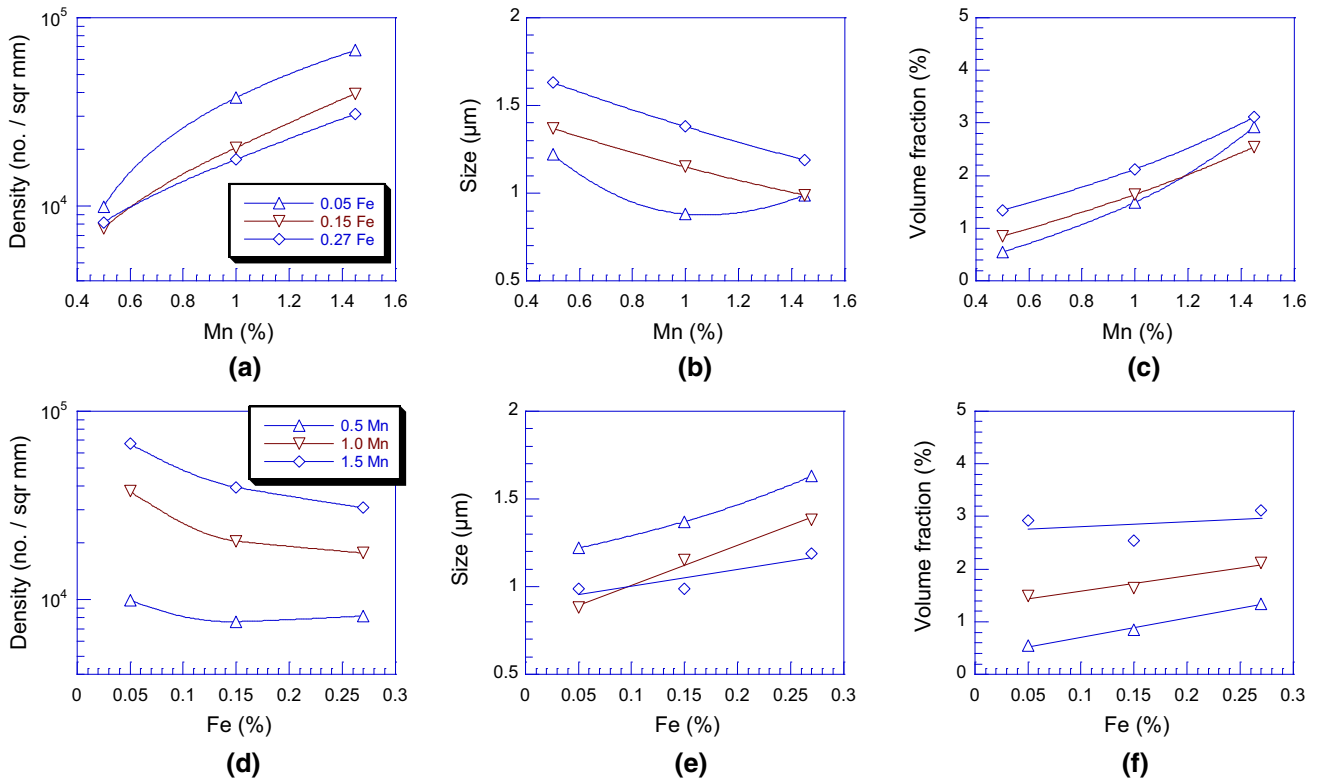 10^5
10^4
Density (no. / sqr mm)
0.05 Fe
0.15 Fe
0.27 Fe
0.4 0.6 0.8 1 1.2 1.4 1.6
Mn (%)
(a)
2
1.5
1
0.5
Size (µm)
0.4 0.6 0.8 1 1.2 1.4 1.6
Mn (%)
(b)
5
4
3
2
1
0
Volume fraction (%)
0.4 0.6 0.8 1 1.2 1.4 1.6
Mn (%)
(c)
10^5
10^4
Density (no. / sqr mm)
0.5 Mn
1.0 Mn
1.5 Mn
0 0.05 0.1 0.15 0.2 0.25 0.3
Fe (%)
(d)
2
1.5
1
0.5
Size (µm)
0 0.05 0.1 0.15 0.2 0.25 0.3
Fe (%)
(e)
5
4
3
2
1
0
Volume fraction (%)
0 0.05 0.1 0.15 0.2 0.25 0.3
Fe (%)
(f)